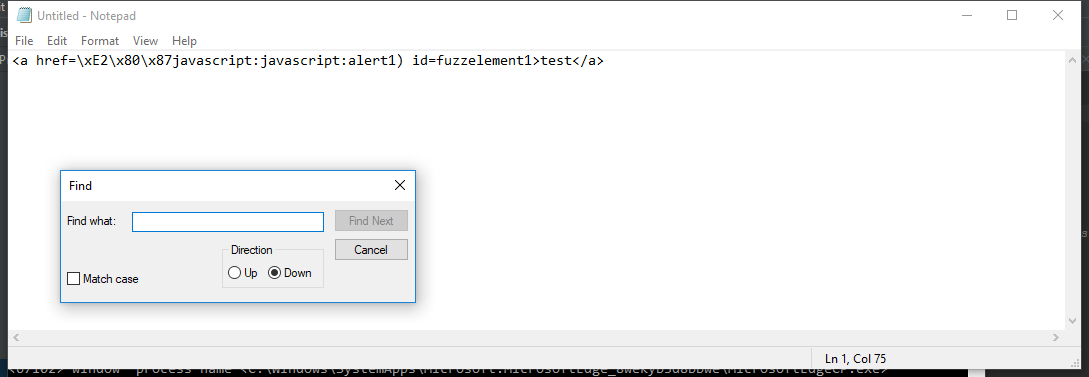 Untitled - Notepad
File Edit Format View Help
<a href=\xE2\x80\x87javascript:javascript:alert1) id=fuzzelement1>test</a>
Find
Find what:
Find Next
Direction
Cancel
Up Down
Match case
Ln 1, Col 75